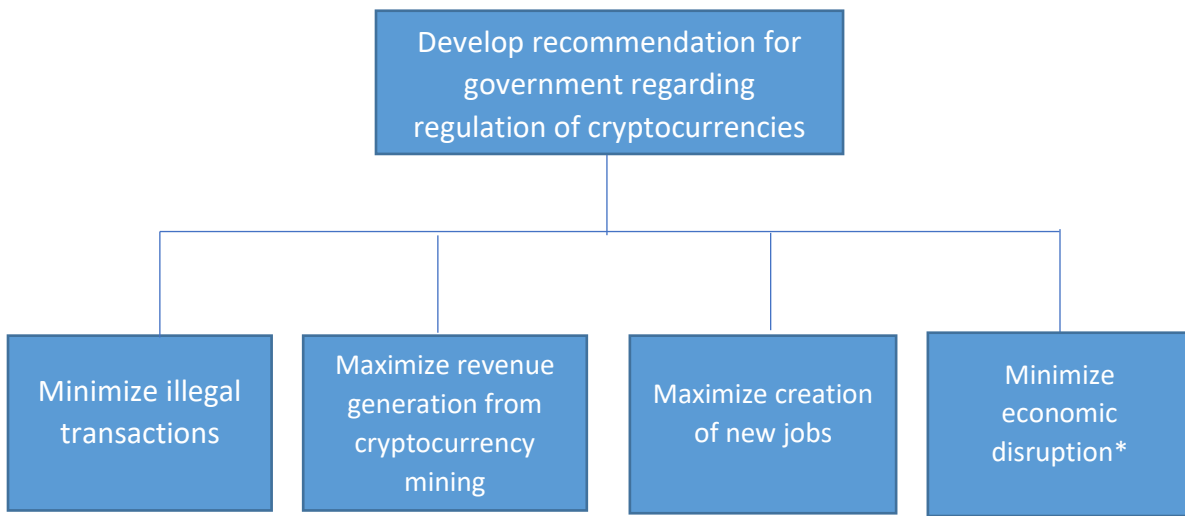 Develop recommendation for
government regarding
regulation of cryptocurrencies
Minimize illegal
transactions
Maximize revenue
generation from
cryptocurrency
mining
Maximize creation
of new jobs
Minimize
economic
disruption*